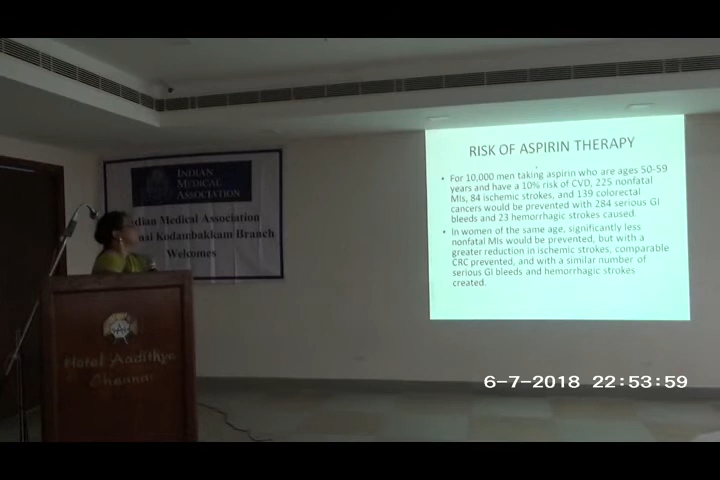 INDIAN
MEDICAL
ASSOCIATION
Indian Medical Association
Kodambakkam Branch
Welcomes
Hotel Aadithya
Chennai
RISK OF ASPIRIN THERAPY
• For 10,000 men taking aspirin who are ages 50-59
years and have a 10% risk of CVD, 225 nonfatal
MIs, 84 ischemic strokes, and 139 colorectal
cancers would be prevented with 284 serious GI
bleeds and 23 hemorrhagic strokes caused.
• In women of the same age, significantly less
nonfatal MIs would be prevented, but with a
greater reduction in ischemic strokes, comparable
CRC prevented, and with a similar number of
serious GI bleeds and hemorrhagic strokes
created.
6-7-2018 22:53:59